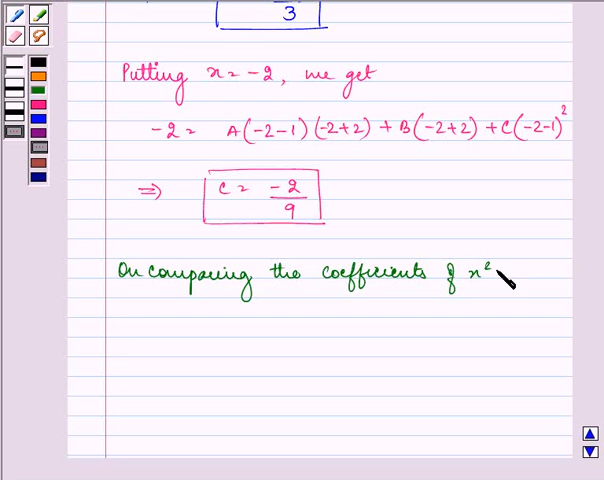 3
Putting x = -2, we get
-2 = A(-2-1)(-2+2) + B(-2+2) + C(-2-1)²
⇒ C = -2/9
On comparing the coefficients of x²